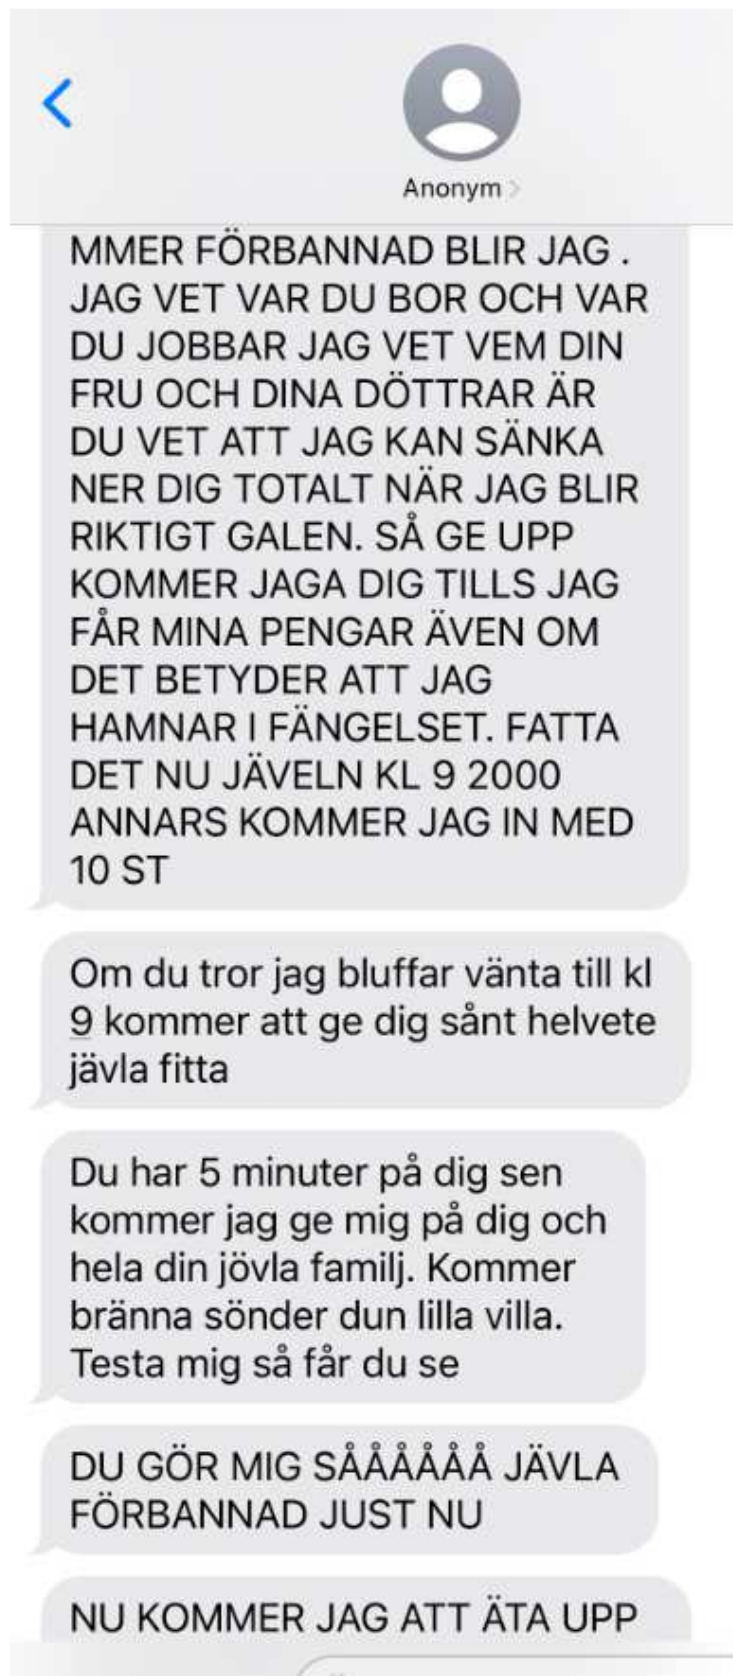 Anonym
MMER FÖRBANNAD BLIR JAG .
JAG VET VAR DU BOR OCH VAR
DU JOBBAR JAG VET VEM DIN
FRU OCH DINA DÖTTRAR ÄR
DU VET ATT JAG KAN SÄNKA
NER DIG TOTALT NÄR JAG BLIR
RIKTIGT GALEN. SÅ GE UPP
KOMMER JAGA DIG TILLS JAG
FÅR MINA PENGAR ÄVEN OM
DET BETYDER ATT JAG
HAMNAR I FÄNGELSET. FATTA
DET NU JÄVELN KL 9 2000
ANNARS KOMMER JAG IN MED
10 ST
Om du tror jag bluffar vänta till kl
9 kommer att ge dig sånt helvete
jävla fitta
Du har 5 minuter på dig sen
kommer jag ge mig på dig och
hela din jövla familj. Kommer
bränna sönder dun lilla villa.
Testa mig så får du se
DU GÖR MIG SÅÅÅÅÅÅ JÄVLA
FÖRBANNAD JUST NU
NU KOMMER JAG ATT ÄTA UPP